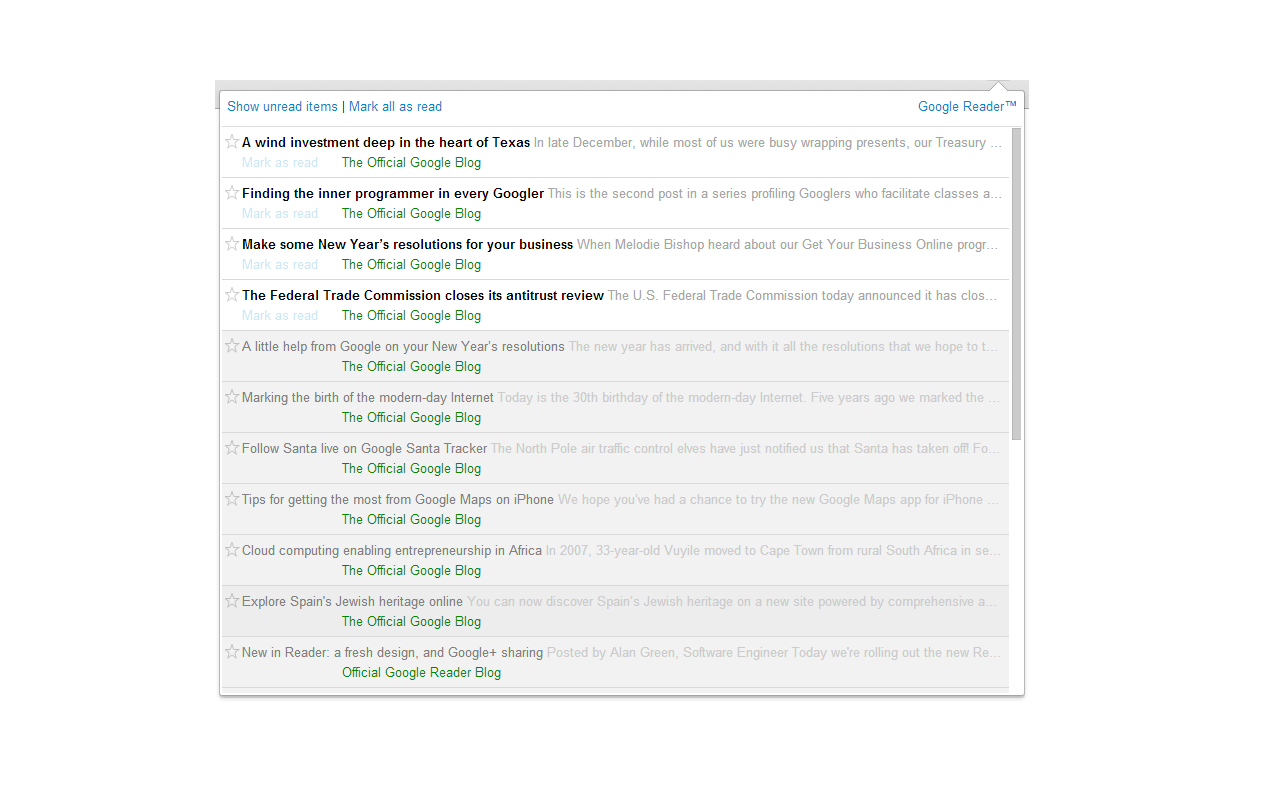 Show unread items | Mark all as read Google Reader™
A wind investment deep in the heart of Texas In late December, while most of us were busy wrapping presents, our Treasury ...
Mark as read The Official Google Blog
Finding the inner programmer in every Googler This is the second post in a series profiling Googlers who facilitate classes a...
Mark as read The Official Google Blog
Make some New Year’s resolutions for your business When Melodie Bishop heard about our Get Your Business Online progr...
Mark as read The Official Google Blog
The Federal Trade Commission closes its antitrust review The U.S. Federal Trade Commission today announced it has clos...
Mark as read The Official Google Blog
A little help from Google on your New Year’s resolutions The new year has arrived, and with it all the resolutions that we hope to t...
The Official Google Blog
Marking the birth of the modern-day Internet Today is the 30th birthday of the modern-day Internet. Five years ago we marked the ...
The Official Google Blog
Follow Santa live on Google Santa Tracker The North Pole air traffic control elves have just notified us that Santa has taken off! Fo...
The Official Google Blog
Tips for getting the most from Google Maps on iPhone We hope you’ve had a chance to try the new Google Maps app for iPhone ...
The Official Google Blog
Cloud computing enabling entrepreneurship in Africa In 2007, 33-year-old Vuyile moved to Cape Town from rural South Africa in se...
The Official Google Blog
Explore Spain's Jewish heritage online You can now discover Spain’s Jewish heritage on a new site powered by comprehensive a...
The Official Google Blog
New in Reader: a fresh design, and Google+ sharing Posted by Alan Green, Software Engineer Today we're rolling out the new Re...
Official Google Reader Blog